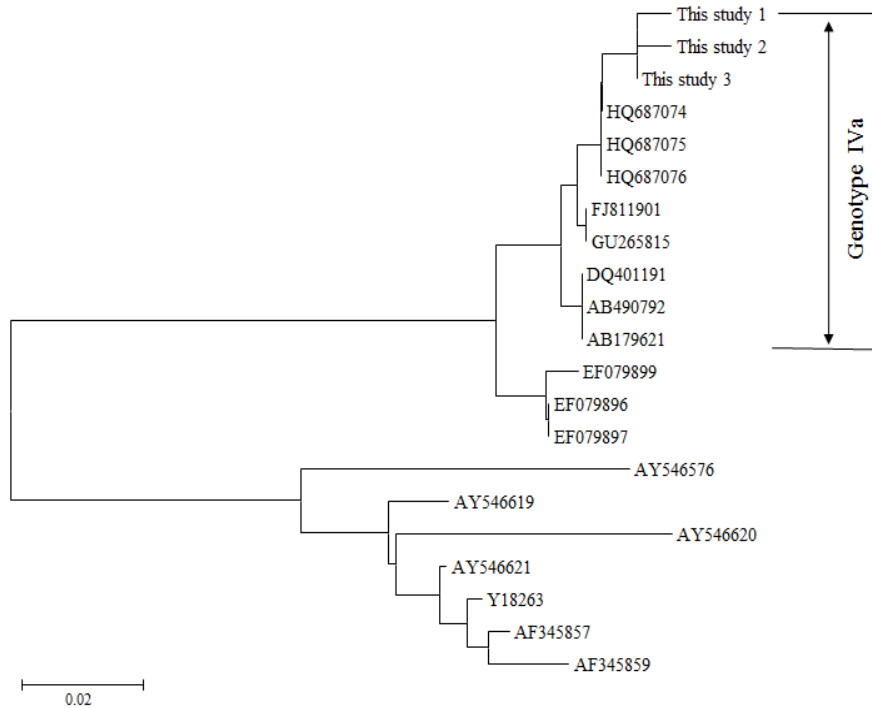 This study 1
This study 2
This study 3
HQ687074
HQ687075
HQ687076
FJ811901
GU265815
DQ401191
AB490792
AB179621
Genotype IVa
EF079899
EF079896
EF079897
AY546576
AY546619
AY546620
AY546621
Y18263
AF345857
AF345859
0.02